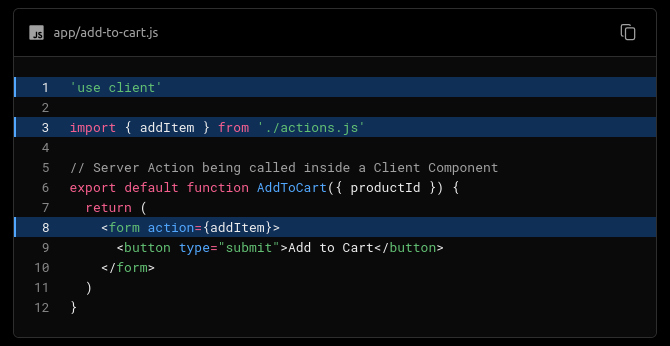 JS app/add-to-cart.js
1 'use client'
2
3 import { addItem } from './actions.js'
4
5 // Server Action being called inside a Client Component
6 export default function AddToCart({ productId }) {
7   return (
8     <form action={addItem}>
9       <button type="submit">Add to Cart</button>
10     </form>
11   )
12 }